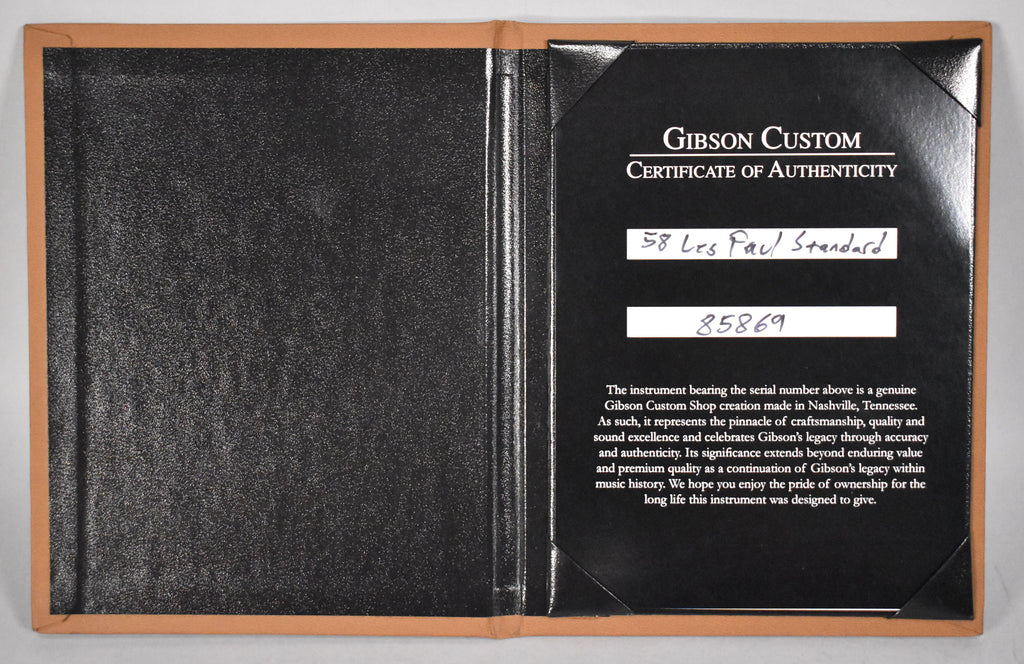 GIBSON CUSTOM
CERTIFICATE OF AUTHENTICITY
58 Les Paul Standard
85869
The instrument bearing the serial number above is a genuine
Gibson Custom Shop creation made in Nashville, Tennessee.
As such, it represents the pinnacle of craftsmanship, quality and
sound excellence and celebrates Gibson's legacy through accuracy
and authenticity. Its significance extends beyond enduring value
and premium quality as a continuation of Gibson's legacy within
music history. We hope you enjoy the pride of ownership for the
long life this instrument was designed to give.